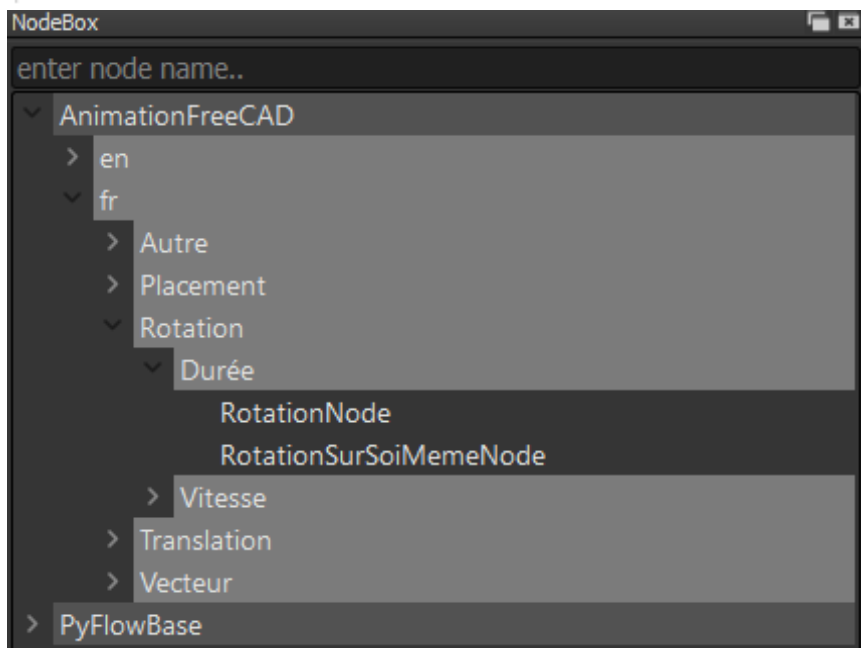 NodeBox
enter node name..
AnimationFreeCAD
en
fr
Autre
Placement
Rotation
Durée
RotationNode
RotationSurSoiMemeNode
Vitesse
Translation
Vecteur
PyFlowBase